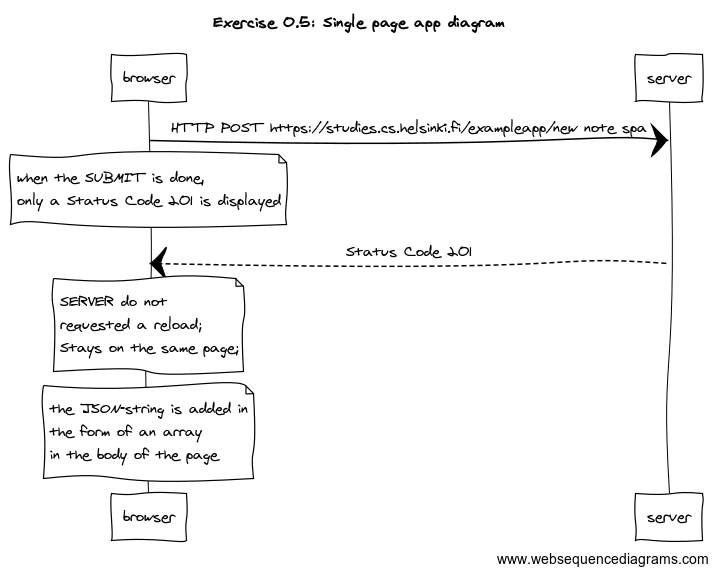 Exercise 0.5: Single page app diagram
browser
server
HTTP POST https://studies.cs.helsinki.fi/exampleapp/new note spa
when the SUBMIT is done,
only a Status Code 201 is displayed
Status Code 201
SERVER do not
requested a reload;
Stays on the same page;
the JSON-string is added in
the form of an array
in the body of the page
browser
server
www.websequencediagrams.com